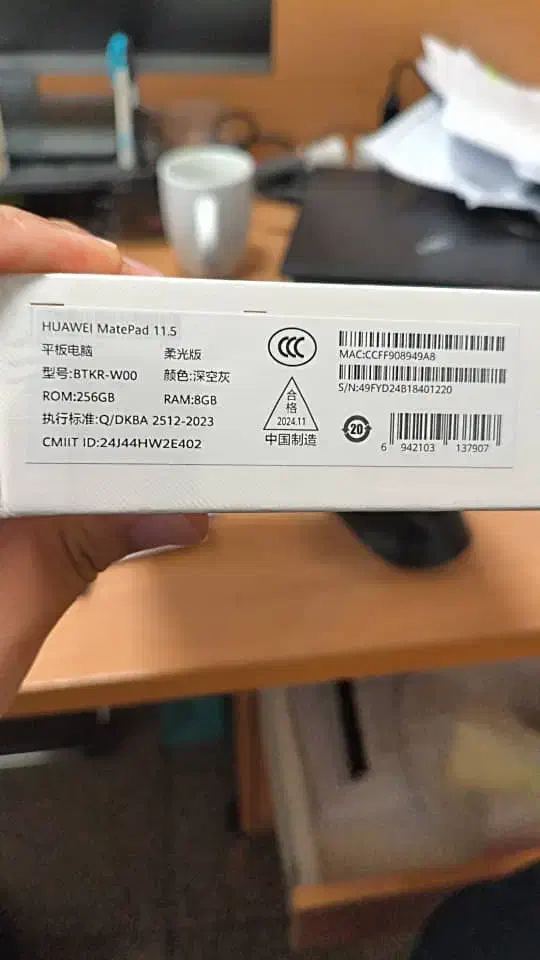 HUAWEI MatePad 11.5
平板电脑 柔光版
型号:BTKR-W00 颜色:深空灰
ROM:256GB RAM:8GB
执行标准:Q/DKBA 2512-2023
CMIIT ID:24J44HW2E402
CCC
合格
2024.11
中国制造
MAC:CCFF908949A8
S/N:49FYD24B18401220
20
6 942103 137907